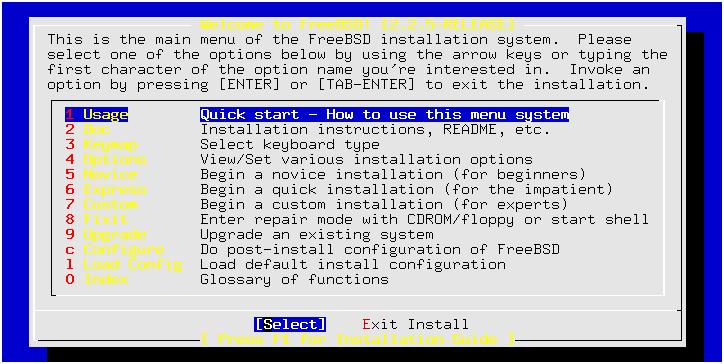 Welcome to FreeBSD! [2.2.5-RELEASE]
This is the main menu of the FreeBSD installation system.  Please
select one of the options below by using the arrow keys or typing the
first character of the option name you're interested in.  Invoke an
option by pressing [ENTER] or [TAB-ENTER] to exit the installation.
1 Usage Quick start - How to use this menu system
2 Doc Installation instructions, README, etc.
3 Keymap Select keyboard type
4 Options View/Set various installation options
5 Novice Begin a novice installation (for beginners)
6 Express Begin a quick installation (for the impatient)
7 Custom Begin a custom installation (for experts)
8 Fixit Enter repair mode with CDROM/floppy or start shell
9 Upgrade Upgrade an existing system
c Configure Do post-install configuration of FreeBSD
l Load Config Load default install configuration
0 Index Glossary of functions
[Select] Exit Install
[ Press F1 for Installation Guide ]